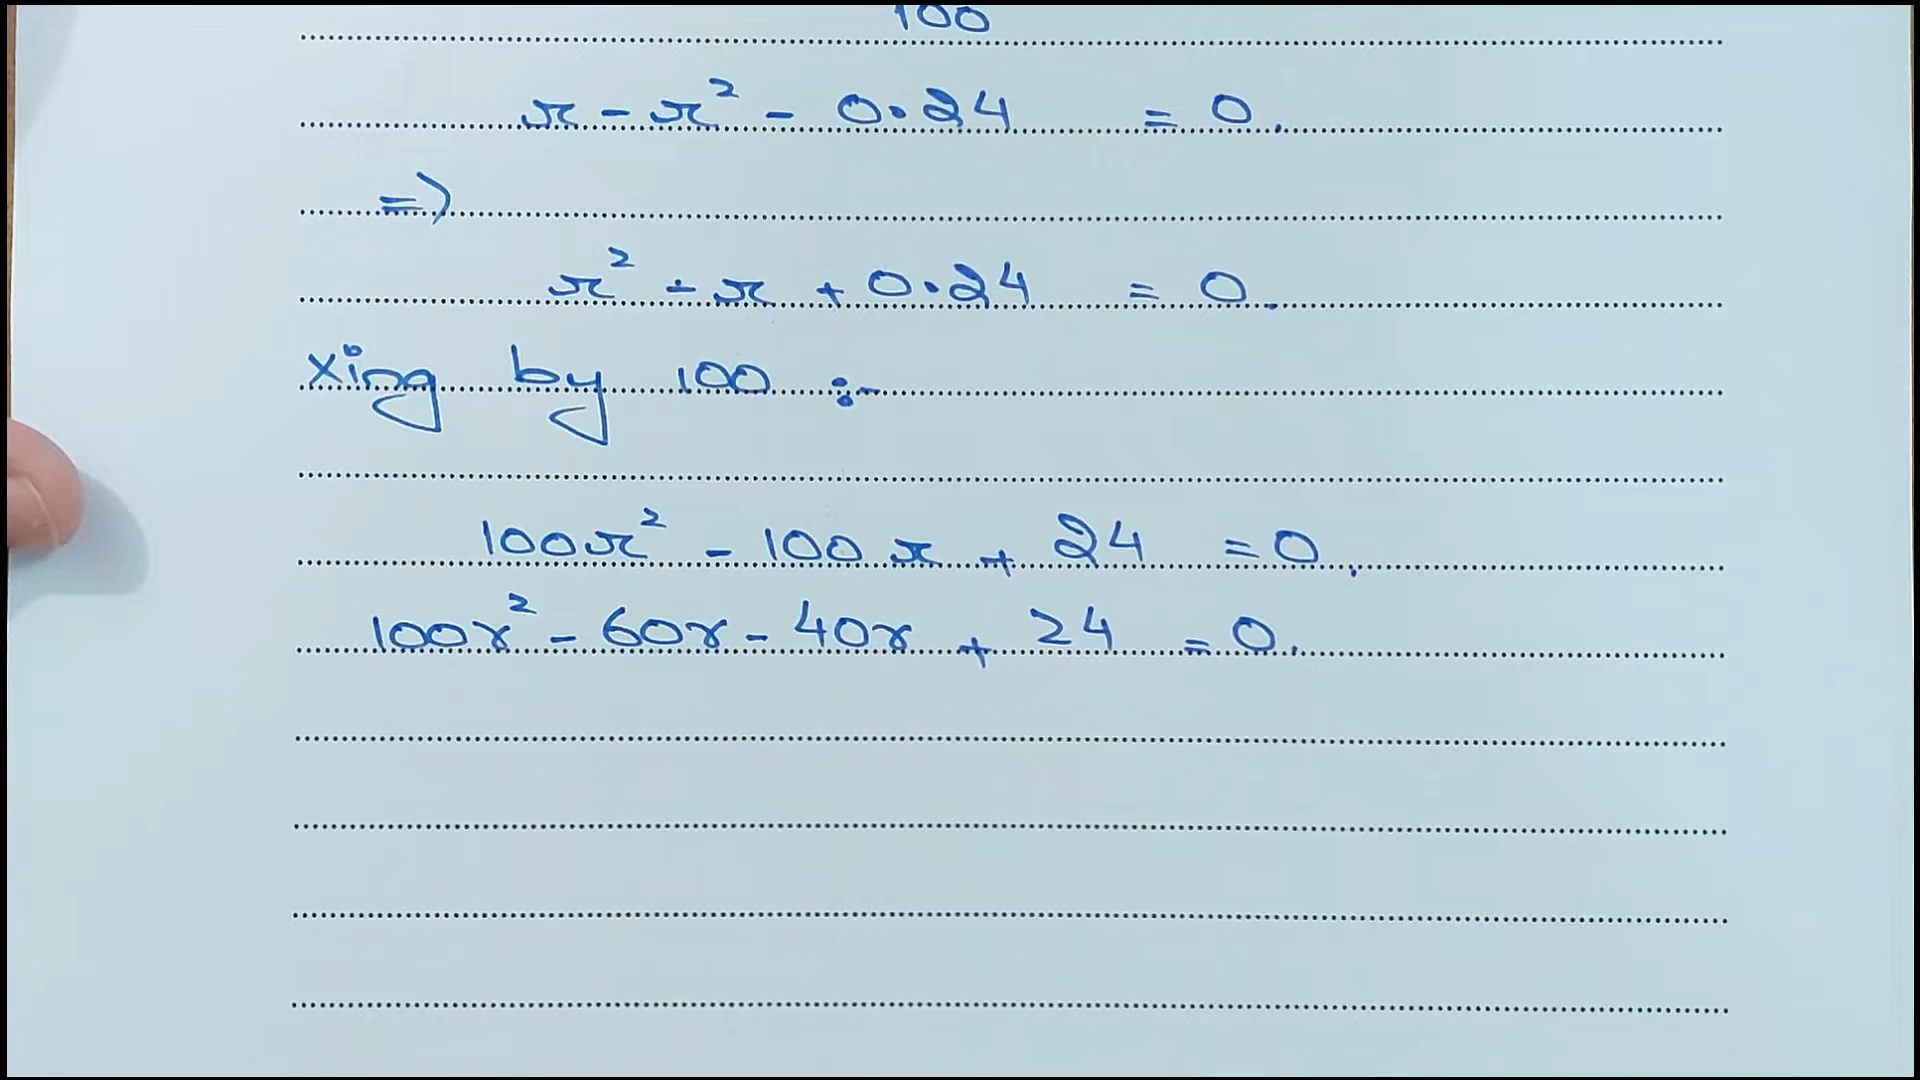 100
x - x² - 0.24 = 0.
=>
x² - x + 0.24 = 0.
xing by 100 :-
100x² - 100x + 24 = 0.
100x² - 60x - 40x + 24 = 0.